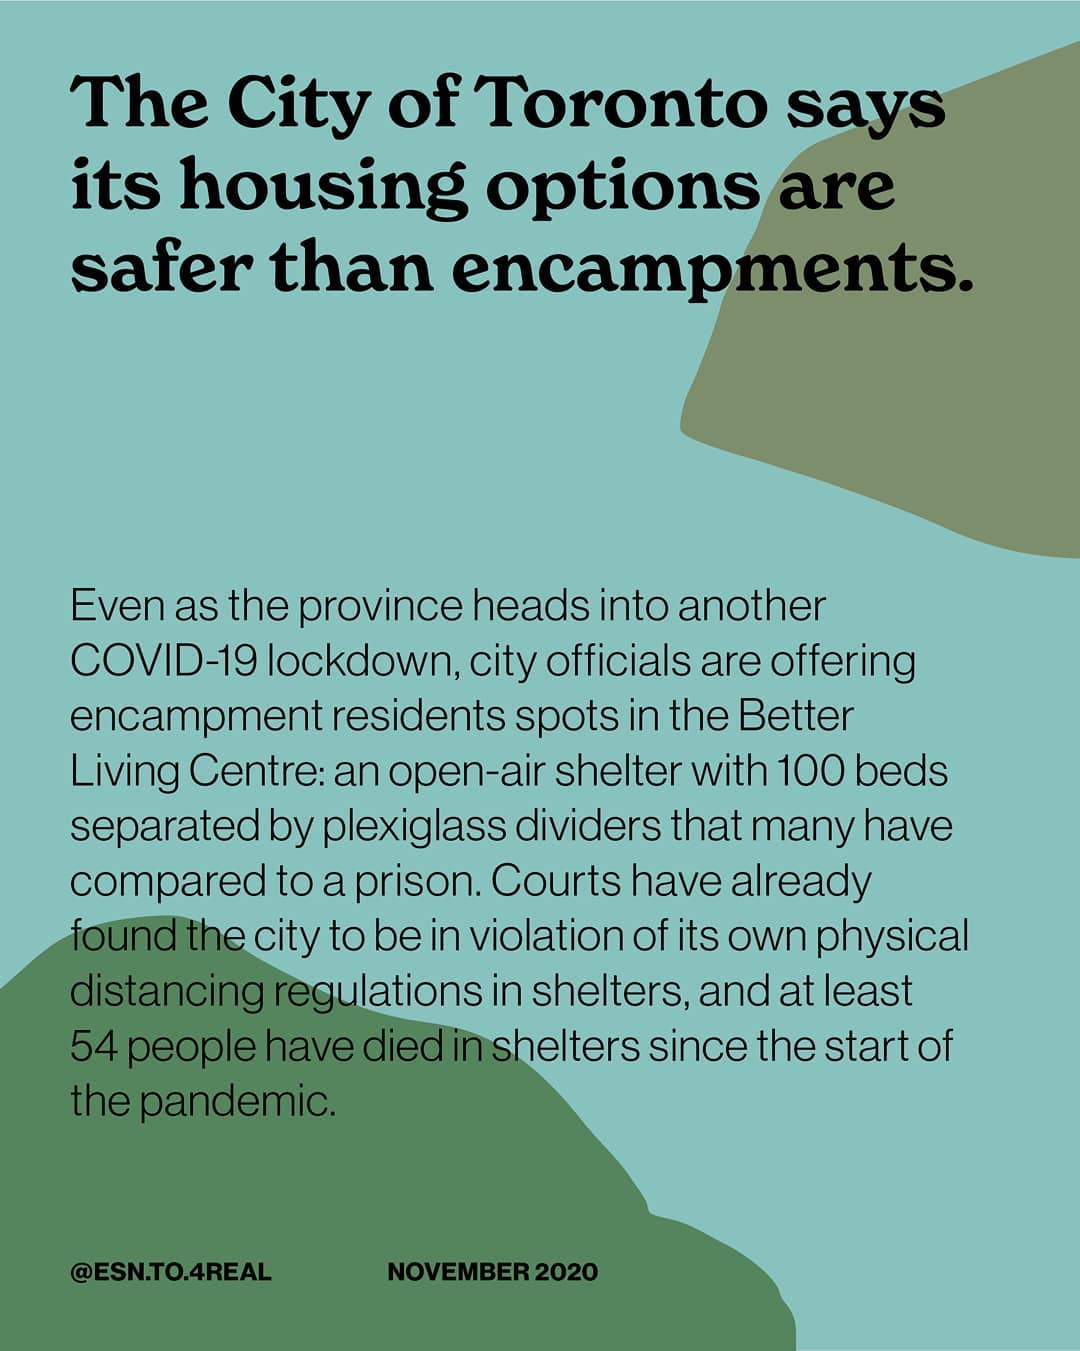 The City of Toronto says
its housing options are
safer than encampments.
Even as the province heads into another
COVID-19 lockdown, city officials are offering
encampment residents spots in the Better
Living Centre: an open-air shelter with 100 beds
separated by plexiglass dividers that many have
compared to a prison. Courts have already
found the city to be in violation of its own physical
distancing regulations in shelters, and at least
54 people have died in shelters since the start of
the pandemic.
@ESN.TO.4REAL NOVEMBER 2020